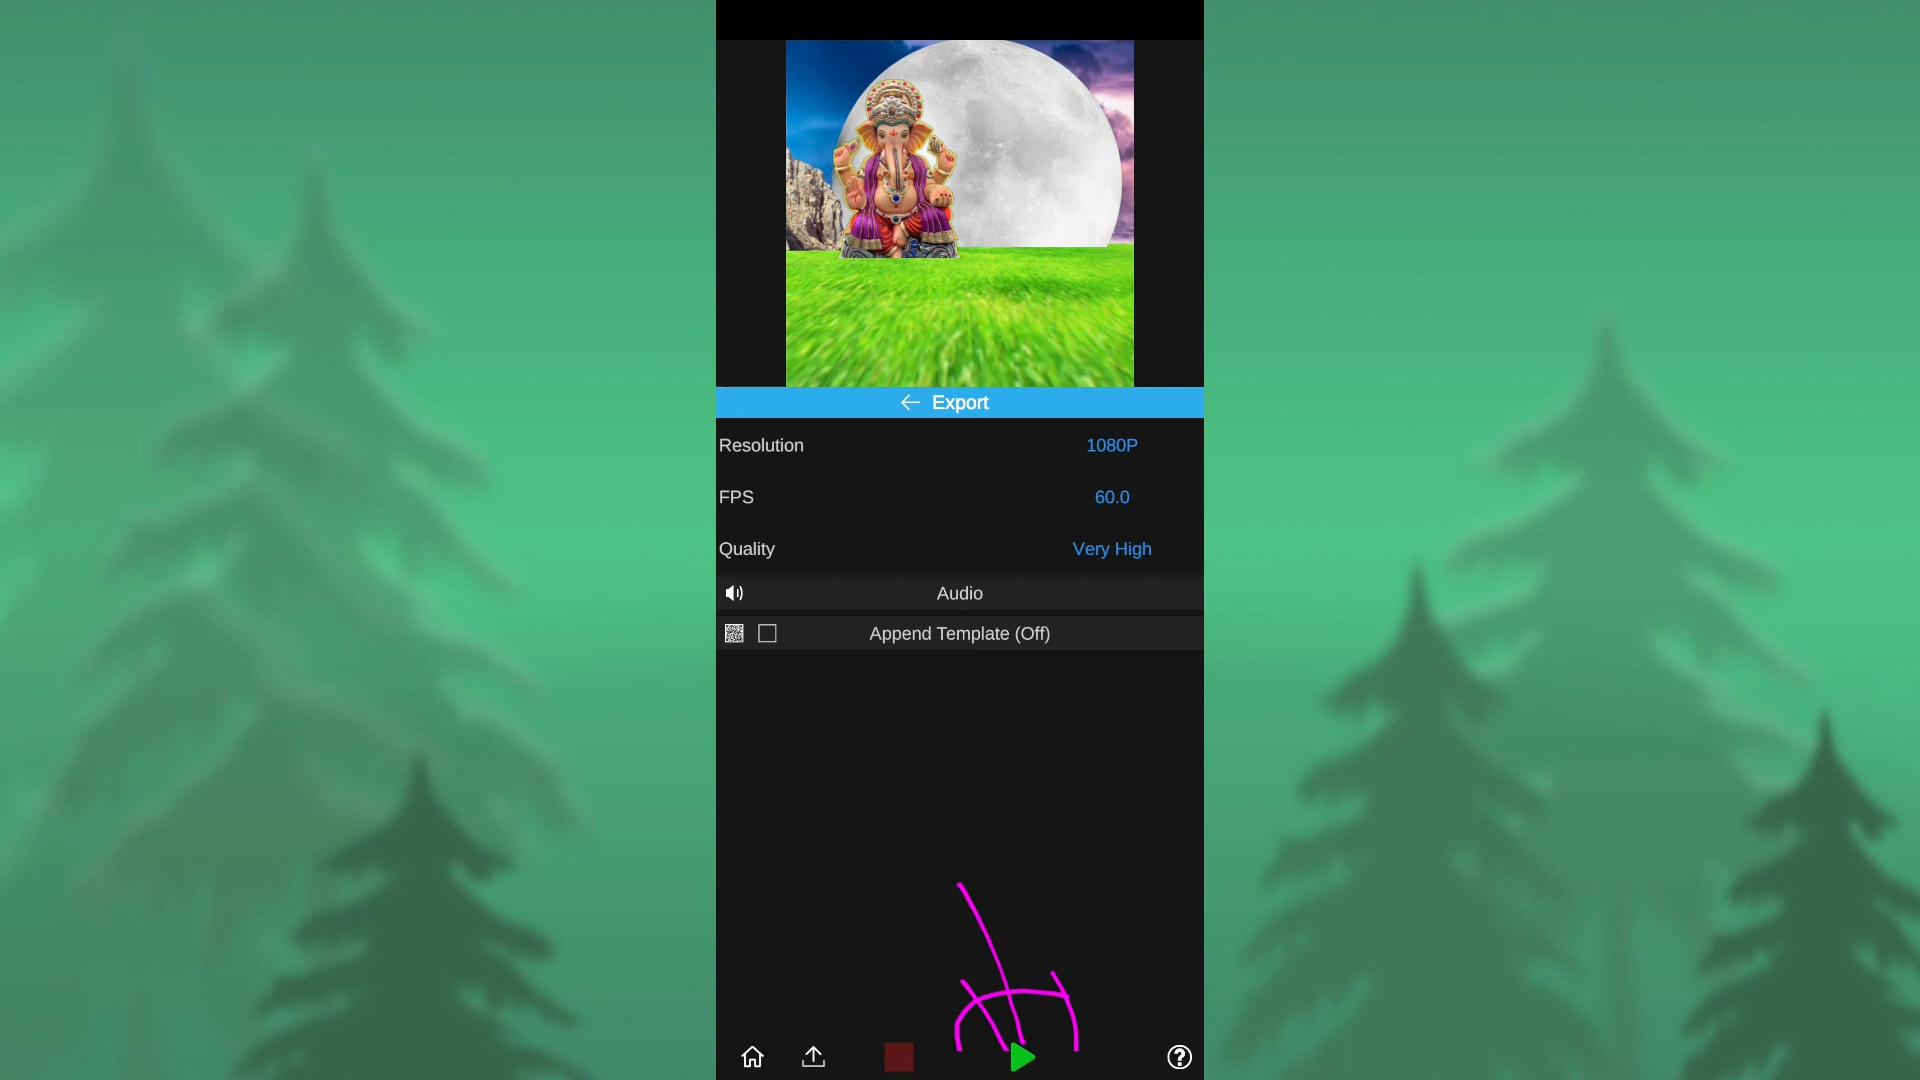 Export
Resolution 1080P
FPS 60.0
Quality Very High
Audio
Append Template (Off)